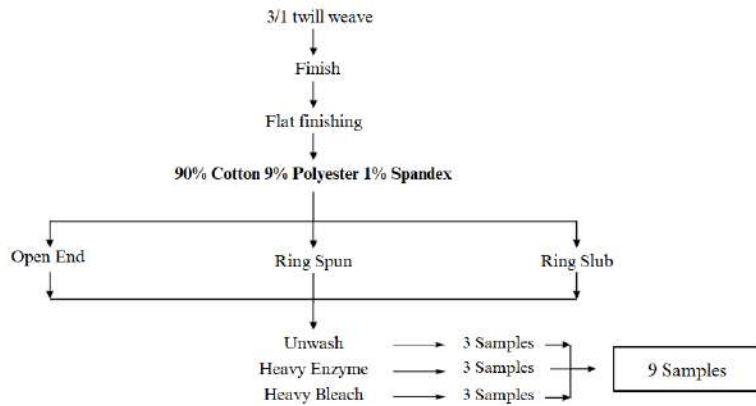 3/1 twill weave
Finish
Flat finishing
90% Cotton 9% Polyester 1% Spandex
Open End Ring Spun Ring Slub
Unwash 3 Samples
Heavy Enzyme 3 Samples 9 Samples
Heavy Bleach 3 Samples